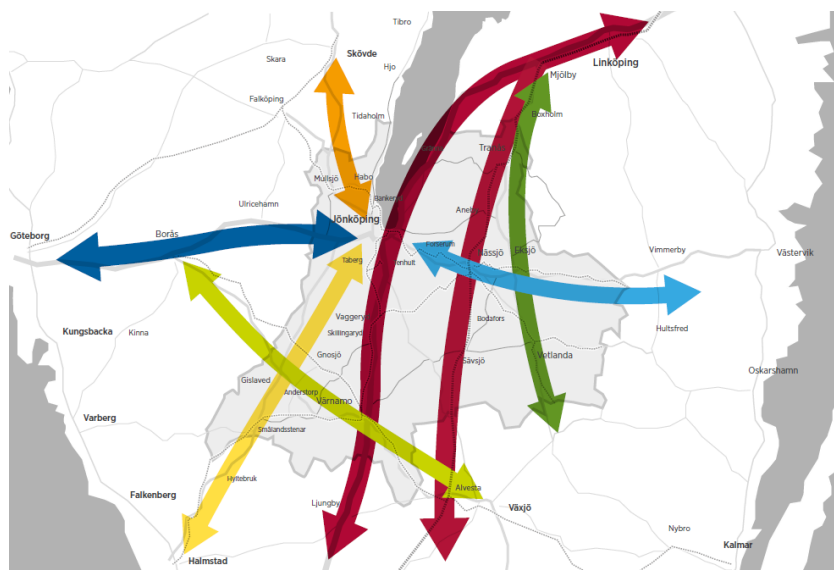 Tibro
Skövde
Skara
Hjo
Linköping
Mjölby
Falköping
Tidaholm
Boxholm
Tranås
Mullsjö
Habo
Bankeryd
Ulricehamn
Aneby
Jönköping
Göteborg
Borås
Forserum
Nässjö
Eksjö
Vimmerby
Västervik
Taberg
Tenhult
Vaggeryd
Bodafors
Kungsbacka
Kinna
Skillingaryd
Hultsfred
Gnosjö
Sävsjö
Vetlanda
Oskarshamn
Gislaved
Anderstorp
Värnamo
Varberg
Smålandsstenar
Hyltebruk
Alvesta
Falkenberg
Ljungby
Växjö
Nybro
Kalmar
Halmstad